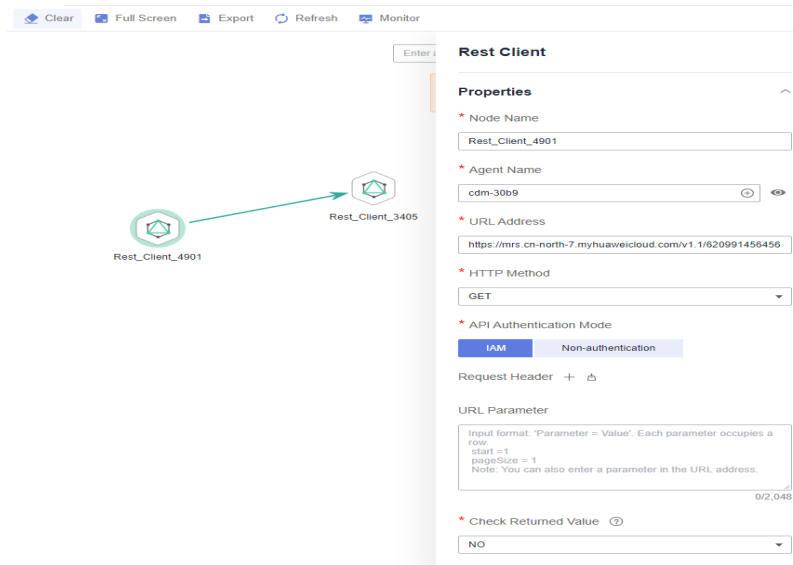 Clear Full Screen Export Refresh Monitor
Enter a
Rest_Client_3405
Rest_Client_4901
Rest Client
Properties
* Node Name
Rest_Client_4901
* Agent Name
cdm-30b9
* URL Address
https://mrs.cn-north-7.myhuaweicloud.com/v1.1/620991456456
* HTTP Method
GET
* API Authentication Mode
IAM Non-authentication
Request Header
URL Parameter
Input format: 'Parameter = Value'. Each parameter occupies a
row.
start =1
pageSize = 1
Note: You can also enter a parameter in the URL address.
0/2,048
* Check Returned Value
NO